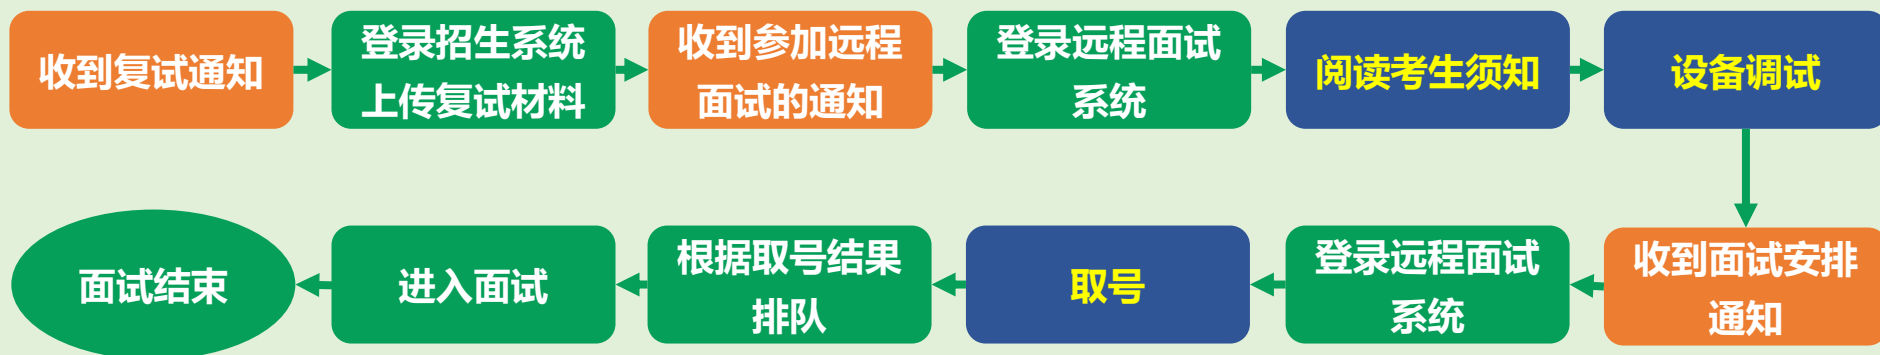 收到复试通知
登录招生系统
上传复试材料
收到参加远程
面试的通知
登录远程面试
系统
阅读考生须知
设备调试
收到面试安排
通知
登录远程面试
系统
取号
根据取号结果
排队
进入面试
面试结束